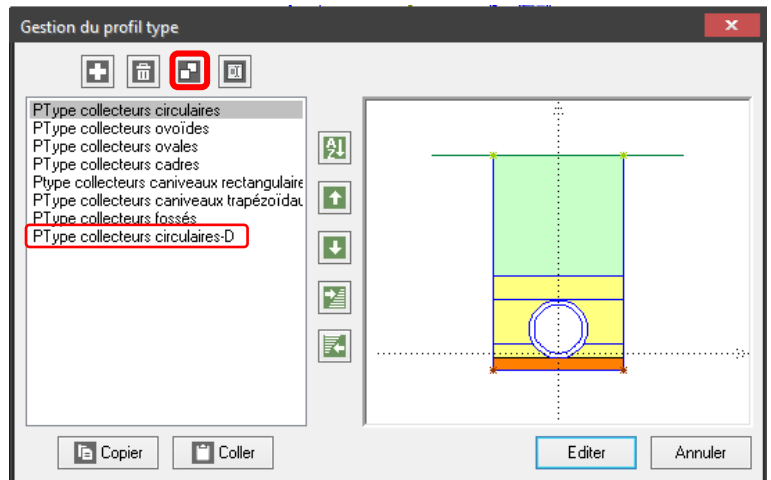 Gestion du profil type
PType collecteurs circulaires
PType collecteurs ovoïdes
PType collecteurs ovales
PType collecteurs cadres
Ptype collecteurs caniveaux rectangulaire
PType collecteurs caniveaux trapézoïdau
PType collecteurs fossés
PType collecteurs circulaires-D
Copier
Coller
Editer
Annuler